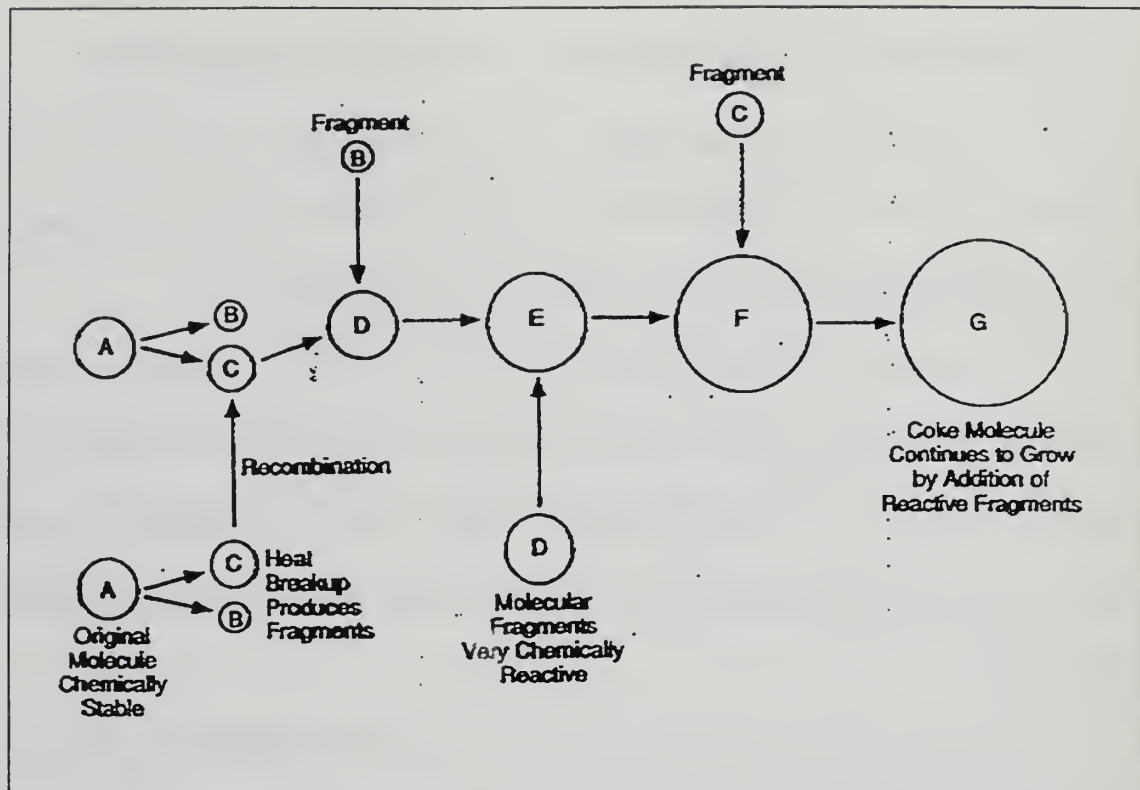 Fragment
C
Fragment
B
B
A
C
D
E
F
G
Recombination
Coke Molecule
Continues to Grow
by Addition of
Reactive Fragments
A
C
B
Heat
Breakup
Produces
Fragments
D
Original
Molecule
Chemically
Stable
Molecular
Fragments
Very Chemically
Reactive